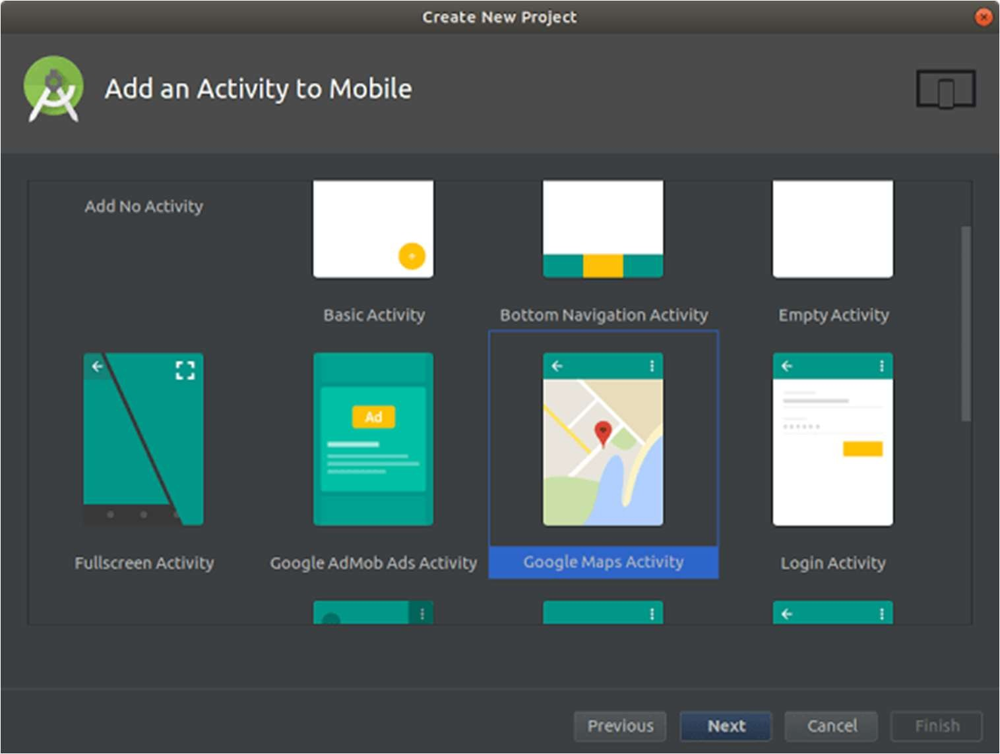 Create New Project
Add an Activity to Mobile
Add No Activity
Basic Activity
Bottom Navigation Activity
Empty Activity
Ad
Fullscreen Activity
Google AdMob Ads Activity
Google Maps Activity
Login Activity
Previous
Next
Cancel
Finish